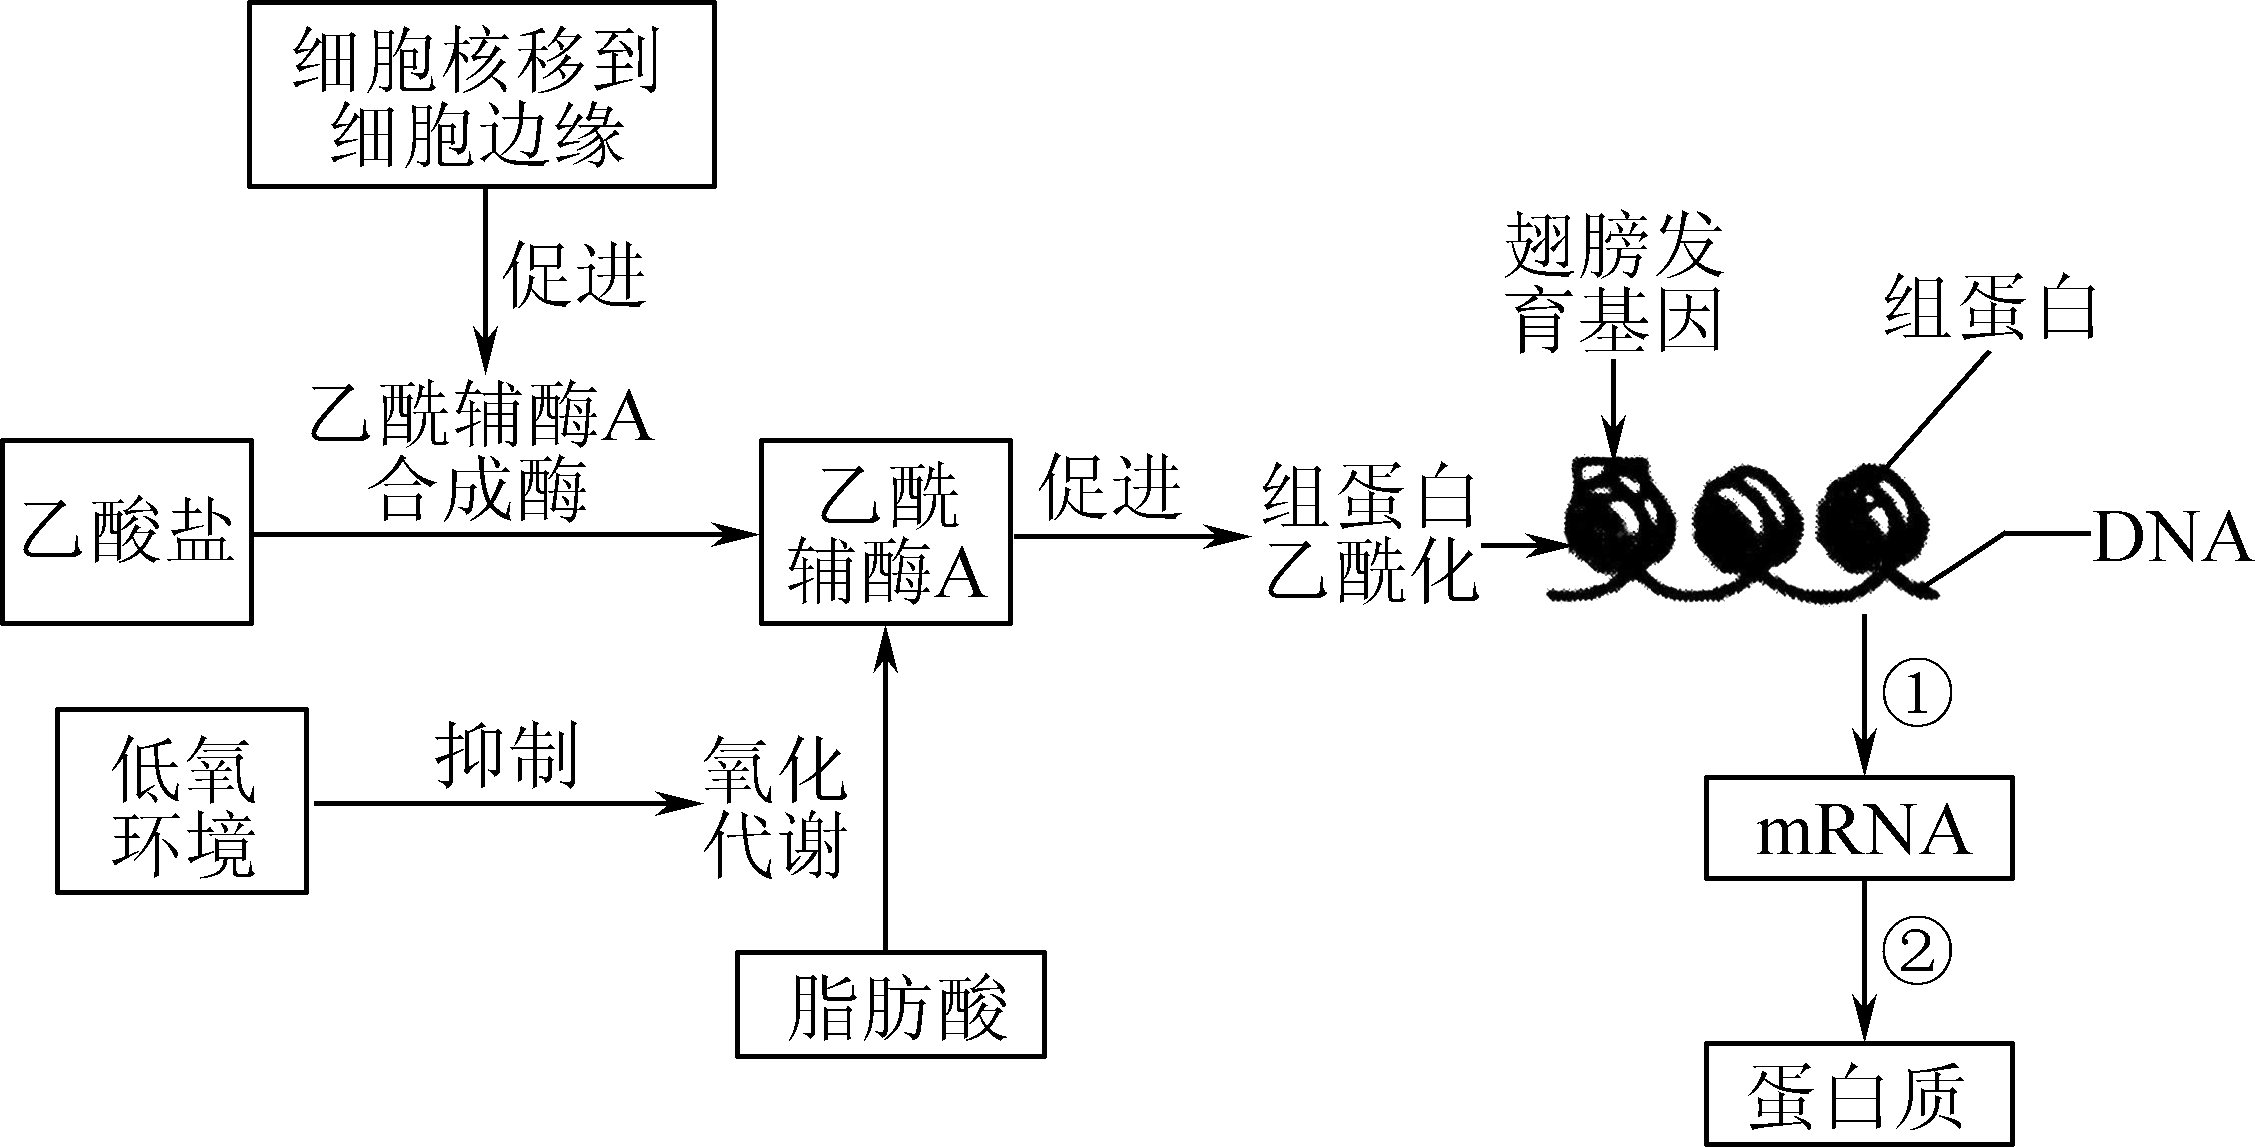 细胞核移到
细胞边缘
促进
乙酰辅酶A
合成酶
乙酸盐
乙酰
辅酶A
促进
组蛋白
乙酰化
翅膀发
育基因
组蛋白
DNA
低氧
环境
抑制
氧化
代谢
脂肪酸
①
mRNA
②
蛋白质